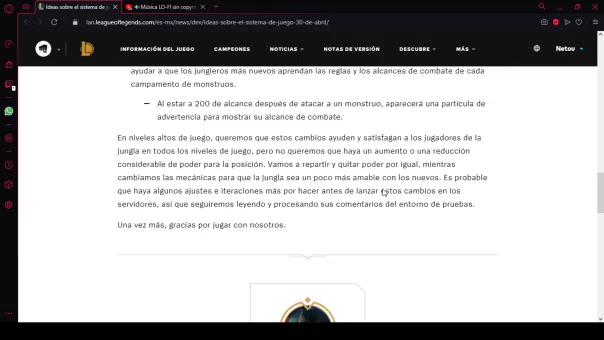 Ideas sobre el sistema de ju
Música LO-FI sin copyri
lan.leagueoflegends.com/es-mx/news/dev/ideas-sobre-el-sistema-de-juego-30-de-abril/
INFORMACIÓN DEL JUEGO CAMPEONES NOTICIAS NOTAS DE VERSIÓN DESCUBRE MÁS Netou
ayudar a que los jungleros más nuevos aprendan las reglas y los alcances de combate de cada
campamento de monstruos.
— Al estar a 200 de alcance después de atacar a un monstruo, aparecerá una partícula de
advertencia para mostrar su alcance de combate.
En niveles altos de juego, queremos que estos cambios ayuden y satisfagan a los jugadores de la
jungla en todos los niveles de juego, pero no queremos que haya un aumento o una reducción
considerable de poder para la posición. Vamos a repartir y quitar poder por igual, mientras
cambiamos las mecánicas para que la jungla sea un poco más amable con los nuevos. Es probable
que haya algunos ajustes e iteraciones más por hacer antes de lanzar estos cambios en los
servidores, así que seguiremos leyendo y procesando sus comentarios del entorno de pruebas.
Una vez más, gracias por jugar con nosotros.